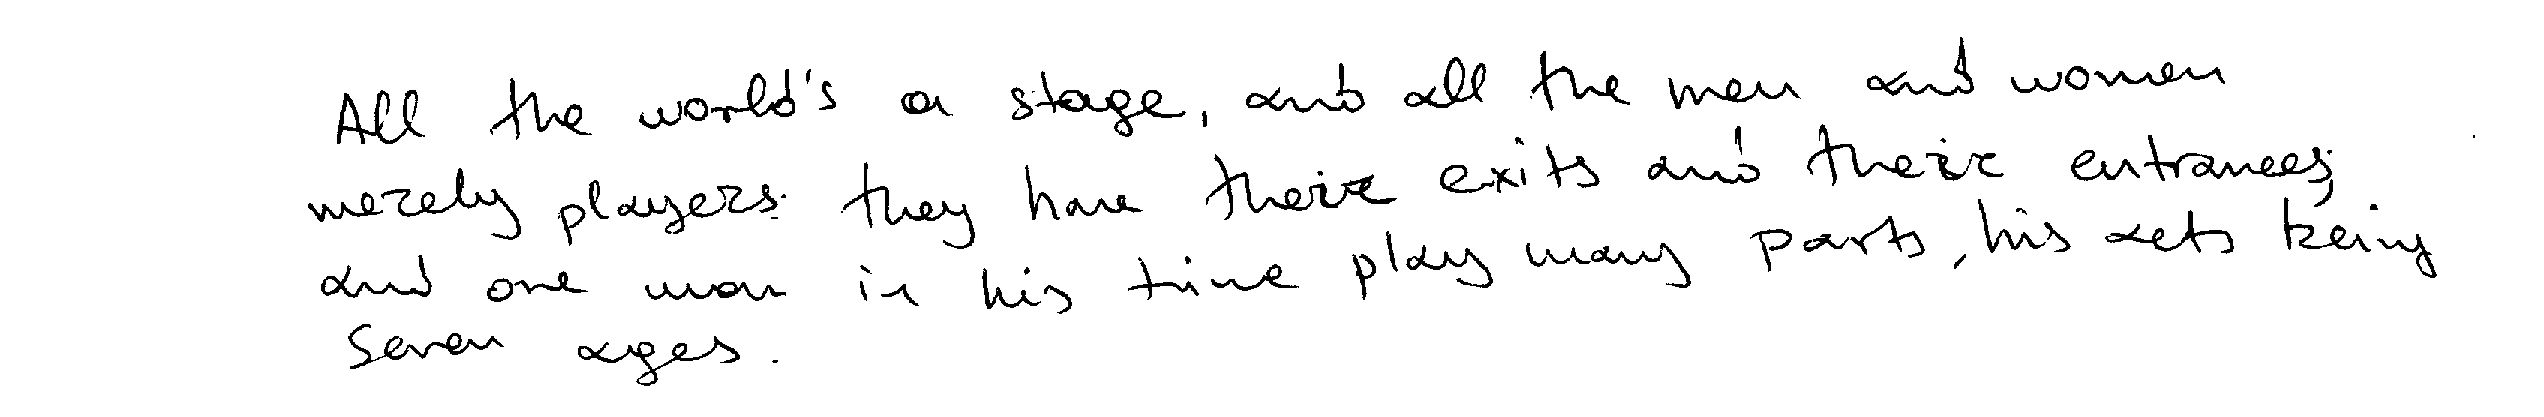 All the world's a stage, and all the men and women
merely players: they have their exits and their entrances;
and one man in his time play many parts, his acts being
seven ages.